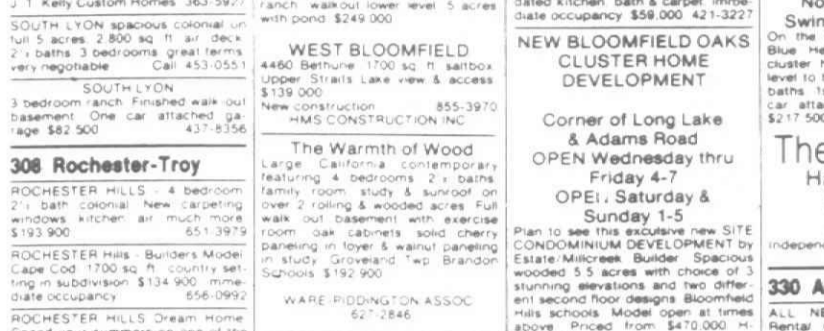 J T Kelly Custom Homes 363-5927
SOUTH LYON spacious colonial on
full 5 acres 2,800 sq ft air deck
2½ baths 3 bedrooms great terms
very negotiable Call 453-0551
SOUTH LYON
3 bedroom ranch Finished walk-out
basement One car attached ga-
rage $82 500 437-8356
308 Rochester-Troy
ROCHESTER HILLS - 4 bedroom
2½ bath colonial New carpeting
windows kitchen air much more
$193 900 651-3979
ROCHESTER Hills - Builders Model
Cape Cod 1700 sq ft country set-
ting in subdivision $134 900 imme-
diate occupancy 656-0992
ROCHESTER HILLS Dream Home
ranch walkout lower level 5 acres
with pond $249 000
WEST BLOOMFIELD
4460 Bethune 1700 sq ft saltbox
Upper Straits Lake view & access
$139 000
New construction 855-3970
HMS CONSTRUCTION INC
The Warmth of Wood
Large California contemporary
featuring 4 bedrooms 2½ baths
family room study & sunroof on
over 2 rolling & wooded acres Full
walk out basement with exercise
room oak cabinets solid cherry
paneling in foyer & walnut paneling
in study Groveland Twp Brandon
Schools $192 900
WARE-PIDDINGTON ASSOC
627-2846
dated kitchen bath & carpet imme-
diate occupancy $59,000 421-3227
NEW BLOOMFIELD OAKS
CLUSTER HOME
DEVELOPMENT
Corner of Long Lake
& Adams Road
OPEN Wednesday thru
Friday 4-7
OPEN Saturday &
Sunday 1-5
Plan to see this exculsive new SITE
CONDOMINIUM DEVELOPMENT by
Estate/Millcreek Builder Spacious
wooded 5.5 acres with choice of 3
stunning elevations and two differ-
ent second floor designs Bloomfield
Hills schools Model open at times
above Priced from $470,000 H-
No
Swim
On the
Blue He
cluster h
level to
baths
car atta
$217 500
The
H
Independen
330 A
ALL NE
Rental